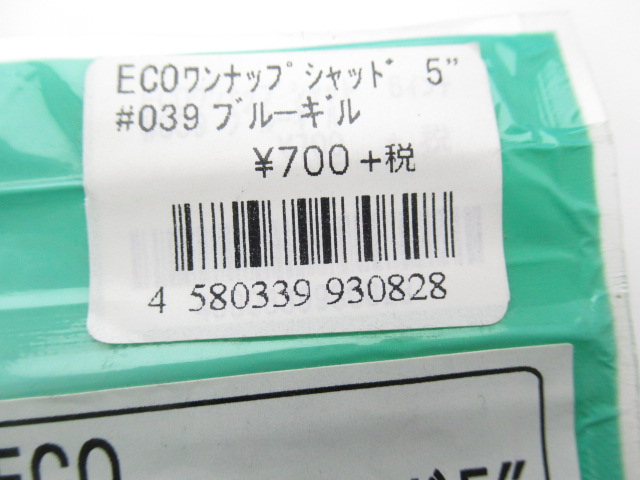 ECOﾜﾝﾅｯﾌﾟｼｬｯﾄﾞ 5"
#039 ﾌﾞﾙｰｷﾞﾙ
¥700+税
4 580339 930828
ECO
5"